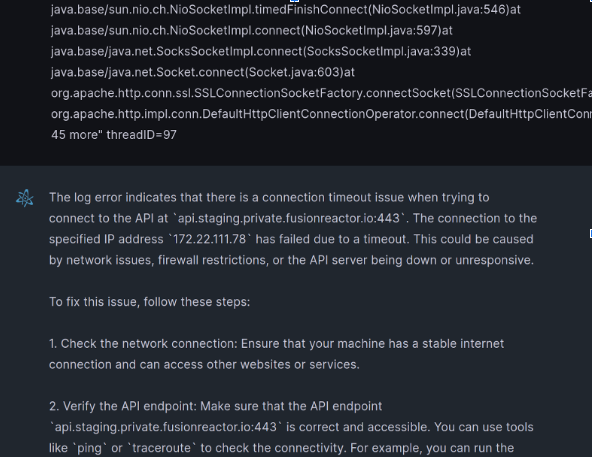 java.base/sun.nio.ch.NioSocketImpl.timedFinishConnect(NioSocketImpl.java:546)at
java.base/sun.nio.ch.NioSocketImpl.connect(NioSocketImpl.java:597)at
java.base/java.net.SocksSocketImpl.connect(SocksSocketImpl.java:339)at
java.base/java.net.Socket.connect(Socket.java:603)at
org.apache.http.conn.ssl.SSLConnectionSocketFactory.connectSocket(SSLConnectionSocketFa
org.apache.http.impl.conn.DefaultHttpClientConnectionOperator.connect(DefaultHttpClientConn
45 more" threadID=97
The log error indicates that there is a connection timeout issue when trying to
connect to the API at `api.staging.private.fusionreactor.io:443`. The connection to the
specified IP address `172.22.111.78` has failed due to a timeout. This could be caused
by network issues, firewall restrictions, or the API server being down or unresponsive.
To fix this issue, follow these steps:
1. Check the network connection: Ensure that your machine has a stable internet
connection and can access other websites or services.
2. Verify the API endpoint: Make sure that the API endpoint
`api.staging.private.fusionreactor.io:443` is correct and accessible. You can use tools
like `ping` or `traceroute` to check the connectivity. For example, you can run the